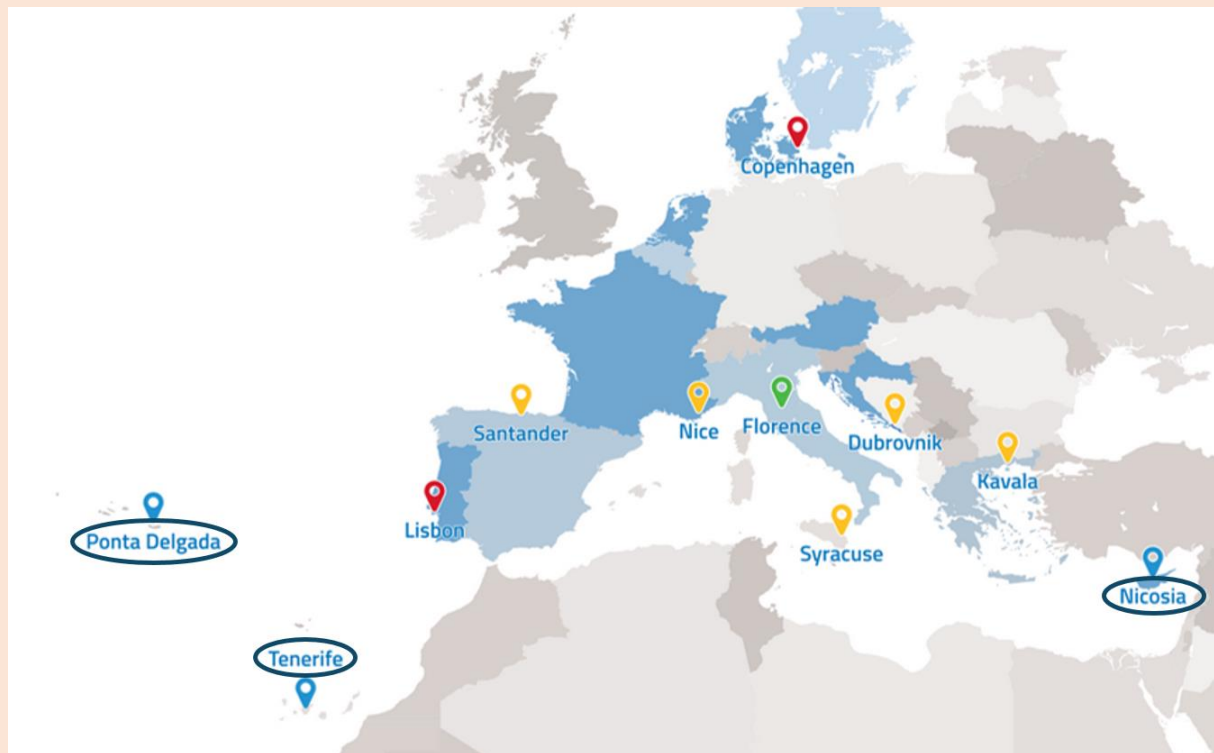 Copenhagen
Santander
Nice
Florence
Dubrovnik
Kavala
Lisbon
Ponta Delgada
Syracuse
Nicosia
Tenerife